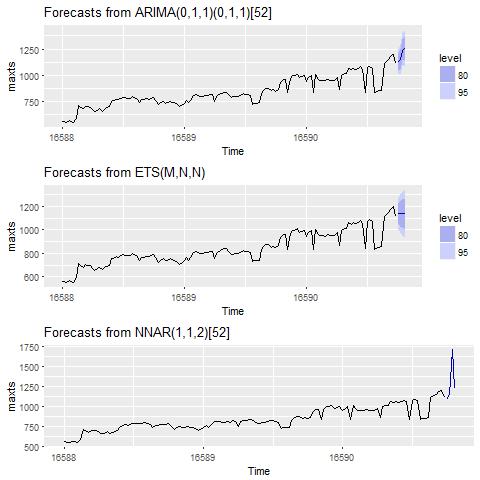 Forecasts from ARIMA(0,1,1)(0,1,1)[52]
maxts
1250
1000
750
16588
16589
16590
Time
level
80
95
Forecasts from ETS(M,N,N)
maxts
1200
1000
800
600
16588
16589
16590
Time
level
80
95
Forecasts from NNAR(1,1,2)[52]
maxts
1750
1500
1250
1000
750
500
16588
16589
16590
Time